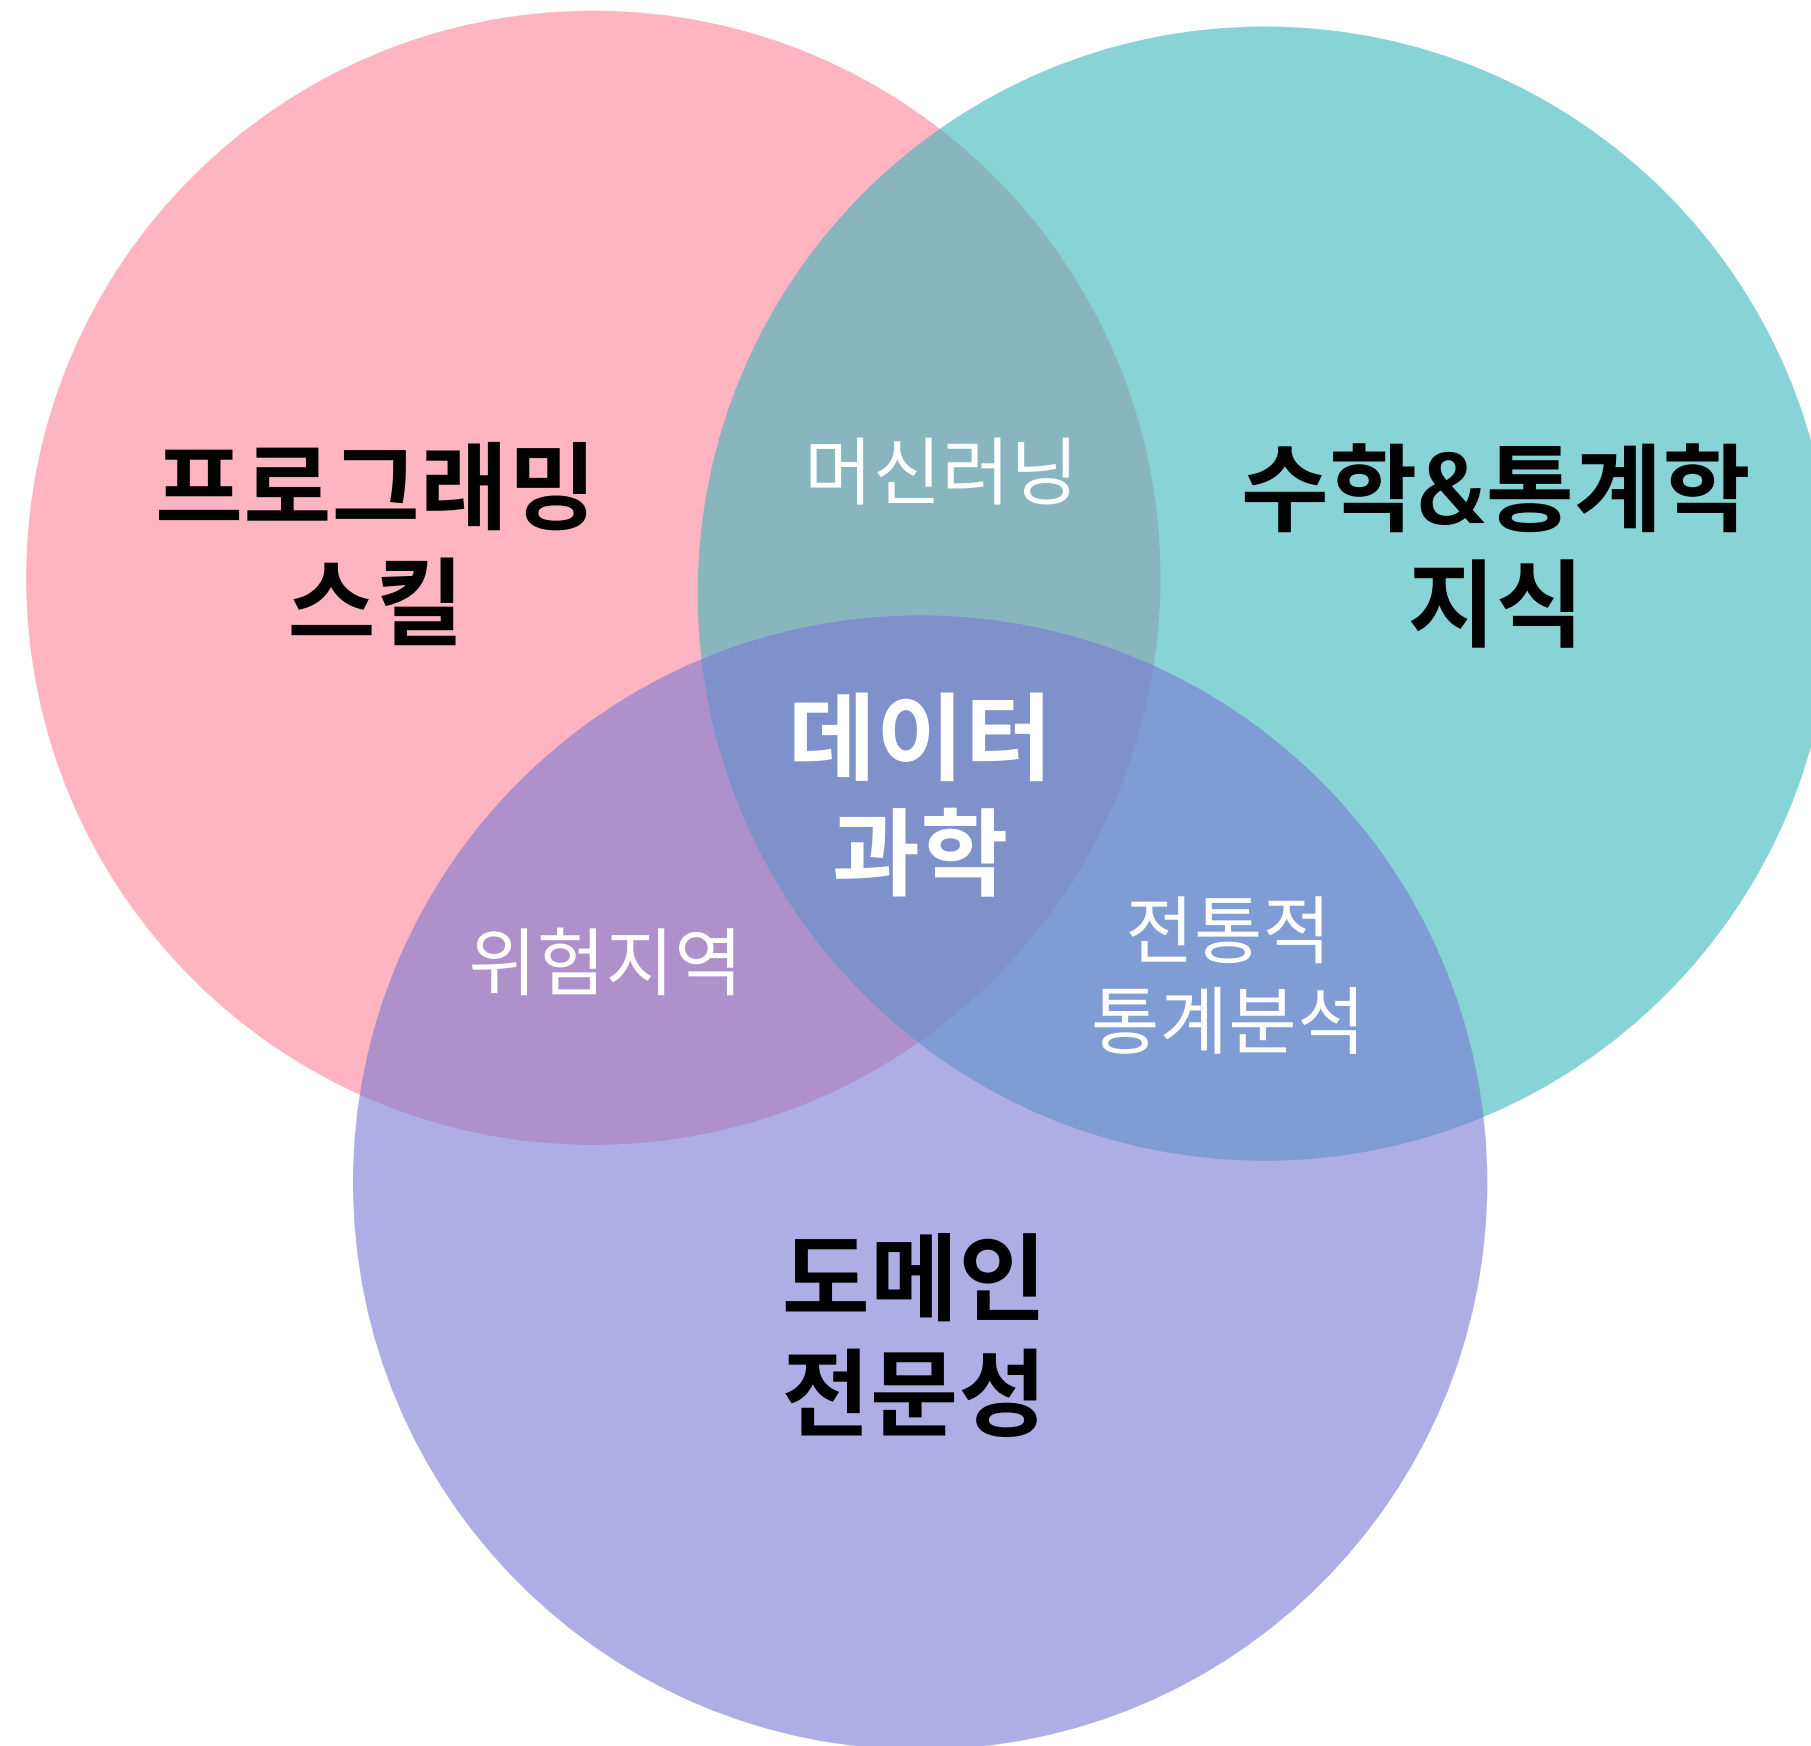 프로그래밍
스킬
머신러닝
수학&통계학
지식
데이터
과학
위험지역
전통적
통계분석
도메인
전문성